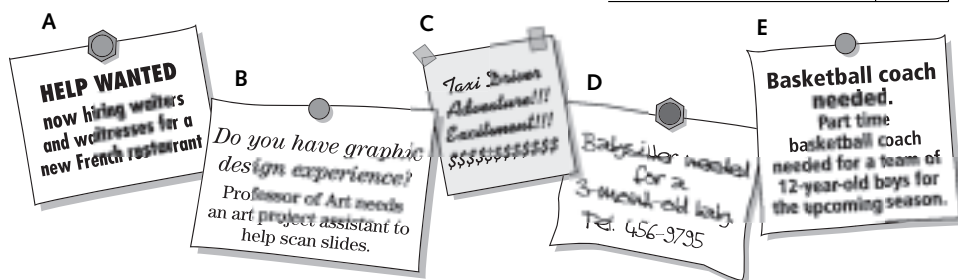 A
HELP WANTED
now hiring waiters
and waitresses for a
new French restaurant
B
Do you have graphic
design experience?
Professor of Art needs
an art project assistant to
help scan slides.
C
Taxi Driver
Adventure!!!
Excitement!!!
$$$$$$$$$$$$
D
Babysitter needed
for a
3-month-old baby.
Tel. 456-9795
E
Basketball coach
needed.
Part time
basketball coach
needed for a team of
12-year-old boys for
the upcoming season.